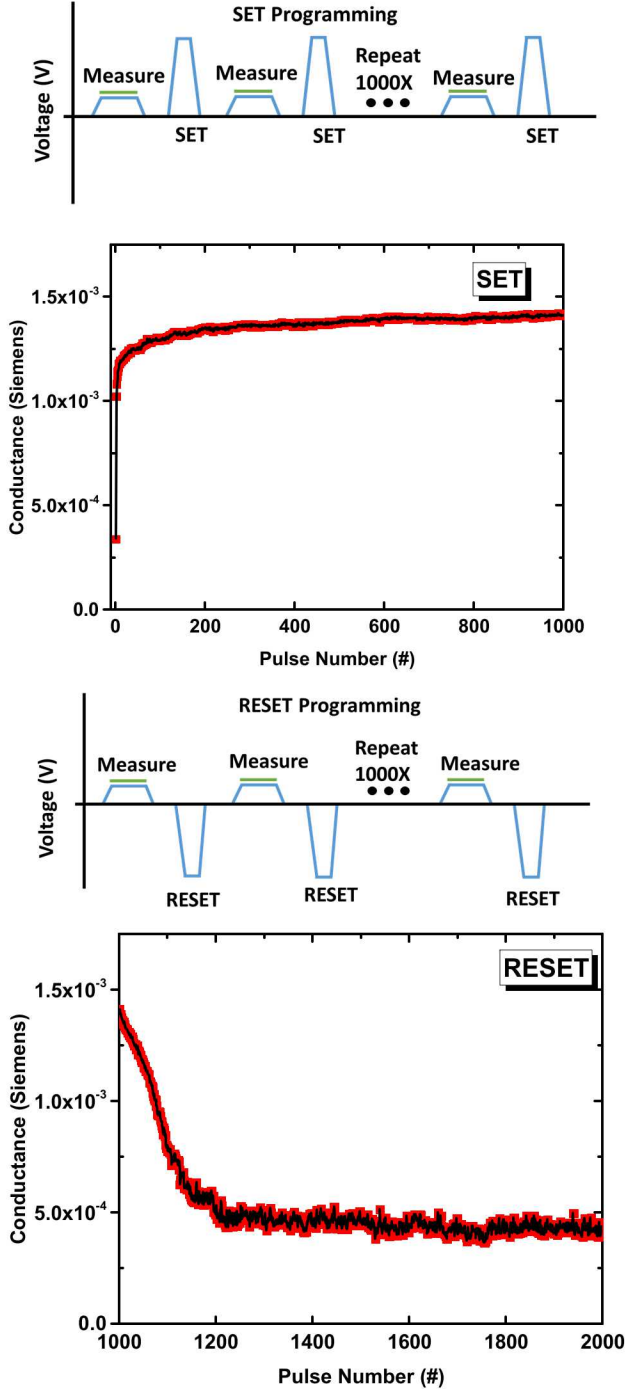 SET Programming
Voltage (V)
Measure
Measure
Repeat
1000X
Measure
SET
SET
SET
SET
Conductance (Siemens)
1.5x10⁻³
1.0x10⁻³
5.0x10⁻⁴
0.0
0 200 400 600 800 1000
Pulse Number (#)
RESET Programming
Voltage (V)
Measure
Measure
Repeat
1000X
Measure
RESET
RESET
RESET
RESET
Conductance (Siemens)
1.5x10⁻³
1.0x10⁻³
5.0x10⁻⁴
0.0
1000 1200 1400 1600 1800 2000
Pulse Number (#)